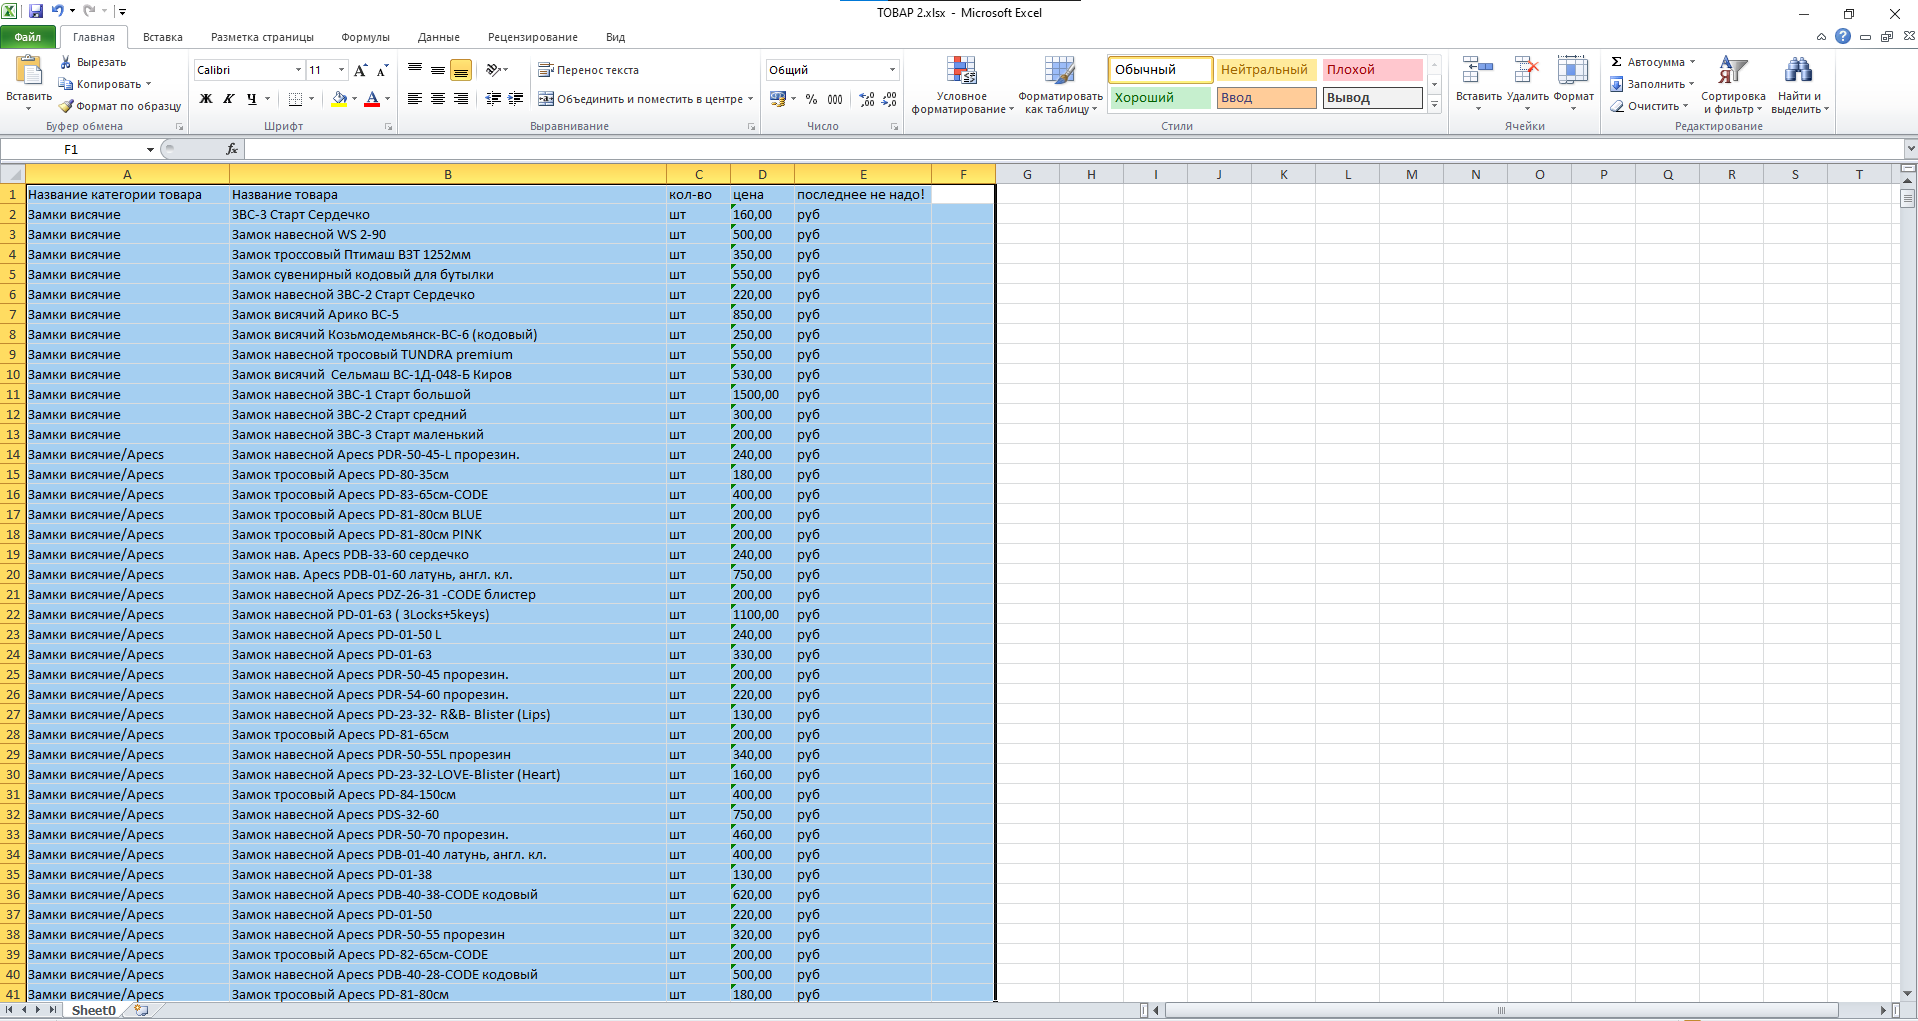 ТОВАР 2.xlsx - Microsoft Excel
Файл Главная Вставка Разметка страницы Формулы Данные Рецензирование Вид
Вставить
Вырезать
Копировать
Формат по образцу
Буфер обмена
Calibri 11
Ж К Ч
Шрифт
Перенос текста
Объединить и поместить в центре
Выравнивание
Общий
% 000
Число
Условное форматирование
Форматировать как таблицу
Обычный Нейтральный Плохой
Хороший Ввод Вывод
Стили
Вставить Удалить Формат
Ячейки
Σ Автосумма
Заполнить
Очистить
Сортировка и фильтр
Найти и выделить
Редактирование
F1 fx
A B C D E F G H I J K L M N O P Q R S T
1 Название категории товара Название товара кол-во цена последнее не надо!
2 Замки висячие ЗВС-3 Старт Сердечко шт 160,00 руб
3 Замки висячие Замок навесной WS 2-90 шт 500,00 руб
4 Замки висячие Замок троссовый Птимаш ВЗТ 1252мм шт 350,00 руб
5 Замки висячие Замок сувенирный кодовый для бутылки шт 550,00 руб
6 Замки висячие Замок навесной ЗВС-2 Старт Сердечко шт 220,00 руб
7 Замки висячие Замок висячий Арико ВС-5 шт 850,00 руб
8 Замки висячие Замок висячий Козьмодемьянск-ВС-6 (кодовый) шт 250,00 руб
9 Замки висячие Замок навесной тросовый TUNDRA premium шт 550,00 руб
10 Замки висячие Замок висячий  Сельмаш ВС-1Д-048-Б Киров шт 530,00 руб
11 Замки висячие Замок навесной ЗВС-1 Старт большой шт 1500,00 руб
12 Замки висячие Замок навесной ЗВС-2 Старт средний шт 300,00 руб
13 Замки висячие Замок навесной ЗВС-3 Старт маленький шт 200,00 руб
14 Замки висячие/Apecs Замок навесной Apecs PDR-50-45-L прорезин. шт 240,00 руб
15 Замки висячие/Apecs Замок тросовый Apecs PD-80-35см шт 180,00 руб
16 Замки висячие/Apecs Замок тросовый Apecs PD-83-65см-CODE шт 400,00 руб
17 Замки висячие/Apecs Замок тросовый Apecs PD-81-80см BLUE шт 200,00 руб
18 Замки висячие/Apecs Замок тросовый Apecs PD-81-80см PINK шт 200,00 руб
19 Замки висячие/Apecs Замок нав. Apecs PDB-33-60 сердечко шт 240,00 руб
20 Замки висячие/Apecs Замок нав. Apecs PDB-01-60 латунь, англ. кл. шт 750,00 руб
21 Замки висячие/Apecs Замок навесной Apecs PDZ-26-31 -CODE блистер шт 200,00 руб
22 Замки висячие/Apecs Замок навесной PD-01-63 ( 3Locks+5keys) шт 1100,00 руб
23 Замки висячие/Apecs Замок навесной Apecs PD-01-50 L шт 240,00 руб
24 Замки висячие/Apecs Замок навесной Apecs PD-01-63 шт 330,00 руб
25 Замки висячие/Apecs Замок навесной Apecs PDR-50-45 прорезин. шт 200,00 руб
26 Замки висячие/Apecs Замок навесной Apecs PDR-54-60 прорезин. шт 220,00 руб
27 Замки висячие/Apecs Замок навесной Apecs PD-23-32- R&B- Blister (Lips) шт 130,00 руб
28 Замки висячие/Apecs Замок тросовый Apecs PD-81-65см шт 200,00 руб
29 Замки висячие/Apecs Замок навесной Apecs PDR-50-55L прорезин шт 340,00 руб
30 Замки висячие/Apecs Замок навесной Apecs PD-23-32-LOVE-Blister (Heart) шт 160,00 руб
31 Замки висячие/Apecs Замок тросовый Apecs PD-84-150см шт 400,00 руб
32 Замки висячие/Apecs Замок навесной Apecs PDS-32-60 шт 750,00 руб
33 Замки висячие/Apecs Замок навесной Apecs PDR-50-70 прорезин. шт 460,00 руб
34 Замки висячие/Apecs Замок навесной Apecs PDB-01-40 латунь, англ. кл. шт 400,00 руб
35 Замки висячие/Apecs Замок навесной Apecs PD-01-38 шт 130,00 руб
36 Замки висячие/Apecs Замок навесной Apecs PDB-40-38-CODE кодовый шт 620,00 руб
37 Замки висячие/Apecs Замок навесной Apecs PD-01-50 шт 220,00 руб
38 Замки висячие/Apecs Замок навесной Apecs PDR-50-55 прорезин шт 320,00 руб
39 Замки висячие/Apecs Замок тросовый Apecs PD-82-65см-CODE шт 200,00 руб
40 Замки висячие/Apecs Замок навесной Apecs PDB-40-28-CODE кодовый шт 500,00 руб
41 Замки висячие/Apecs Замок тросовый Apecs PD-81-80см шт 180,00 руб
Sheet0